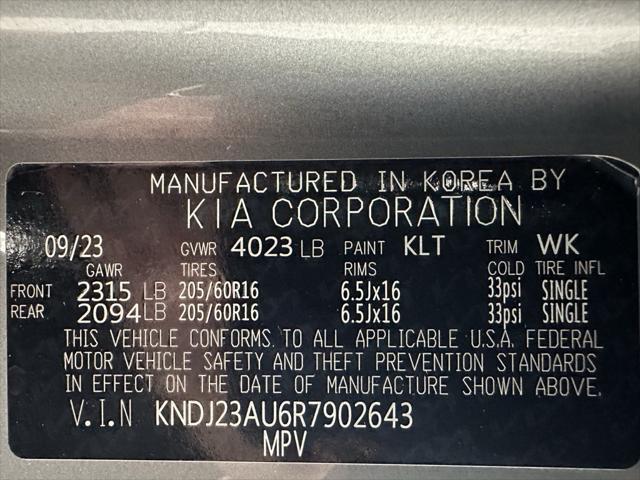 MANUFACTURED IN KOREA BY
KIA CORPORATION
09/23 GVWR 4023 LB PAINT KLT TRIM WK
GAWR TIRES RIMS COLD TIRE INFL
FRONT 2315 LB 205/60R16 6.5Jx16 33psi SINGLE
REAR 2094 LB 205/60R16 6.5Jx16 33psi SINGLE
THIS VEHICLE CONFORMS TO ALL APPLICABLE U.S.A. FEDERAL
MOTOR VEHICLE SAFETY AND THEFT PREVENTION STANDARDS
IN EFFECT ON THE DATE OF MANUFACTURE SHOWN ABOVE.
V.I.N KNDJ23AU6R7902643
MPV